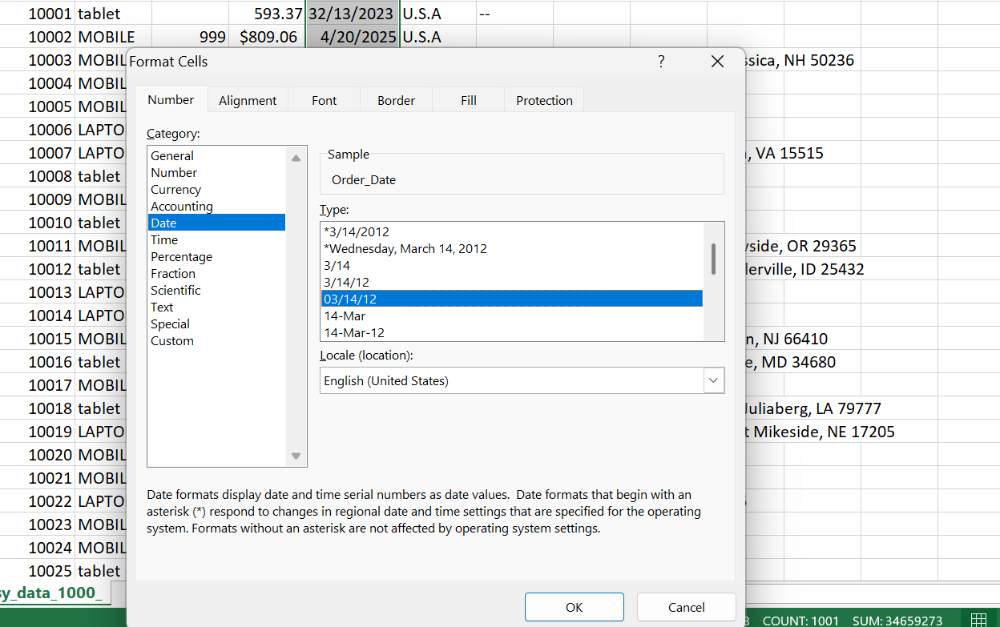 10001 tablet 593.37 32/13/2023 U.S.A --
10002 MOBILE 999 $809.06 4/20/2025 U.S.A
10003 MOBIL ssica, NH 50236
Format Cells ? 
10004 MOBIL
Number Alignment Font Border Fill Protection
10005 MOBIL
10006 LAPTO
Category:
10007 LAPTO , VA 15515
General
Sample
Number
10008 tablet
Order_Date
Currency
10009 MOBIL
Accounting
Type:
10010 tablet
Date
*3/14/2012
10011 MOBIL yside, OR 29365
Time
*Wednesday, March 14, 2012
Percentage
3/14
10012 tablet lerville, ID 25432
Fraction
3/14/12
10013 LAPTO
Scientific
03/14/12
Text
10014 LAPTO
14-Mar
Special
14-Mar-12
10015 MOBIL n, NJ 66410
Custom
Locale (location):
10016 tablet e, MD 34680
English (United States)
10017 MOBIL
10018 tablet Juliaberg, LA 79777
10019 LAPTO t Mikeside, NE 17205
10020 MOBIL
10021 MOBIL
Date formats display date and time serial numbers as date values. Date formats that begin with an
10022 LAPTO
asterisk (*) respond to changes in regional date and time settings that are specified for the operating
10023 MOBIL
system. Formats without an asterisk are not affected by operating system settings.
10024 MOBIL
10025 tablet
sy_data_1000_
OK Cancel
3 COUNT: 1001 SUM: 34659273